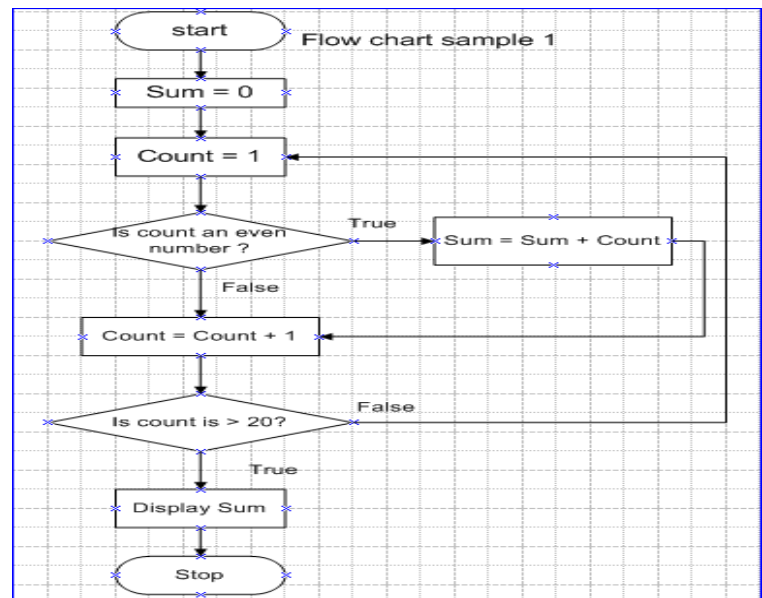 start
Flow chart sample 1
Sum = 0
Count = 1
Is count an even
number ?
True
Sum = Sum + Count
False
Count = Count + 1
Is count is > 20?
False
True
Display Sum
Stop